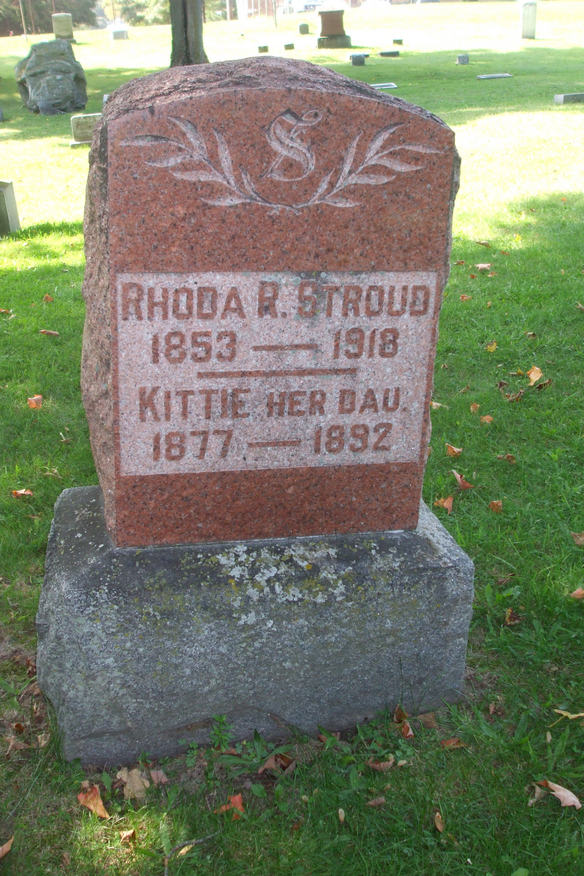 S
RHODA R. STROUD
1853 — 1918
KITTIE HER DAU.
1877 — 1892